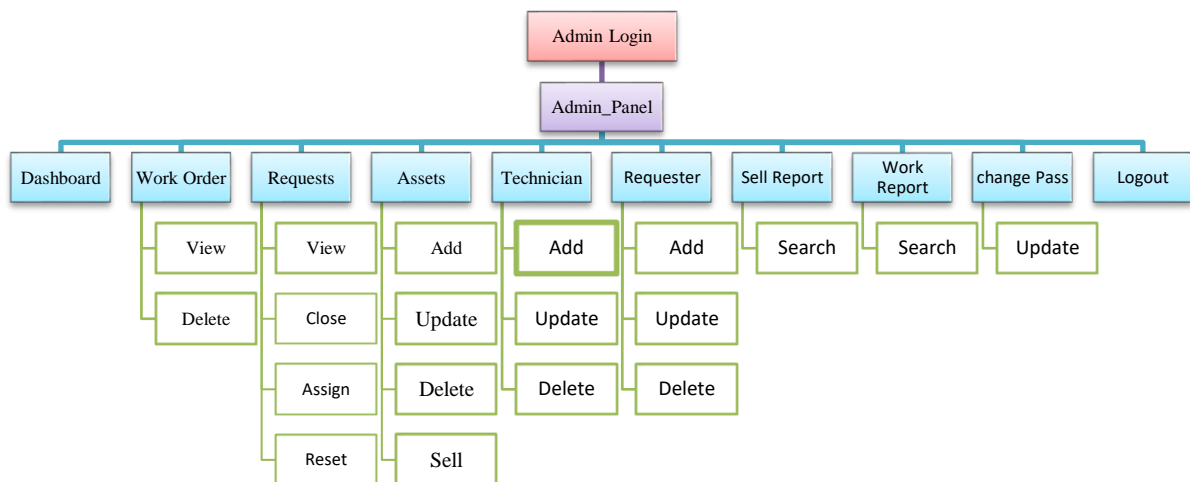 Admin Login
Admin_Panel
Dashboard
Work Order
Requests
Assets
Technician
Requester
Sell Report
Work
Report
change Pass
Logout
View
View
Add
Add
Add
Search
Search
Update
Delete
Close
Update
Update
Update
Assign
Delete
Delete
Delete
Reset
Sell